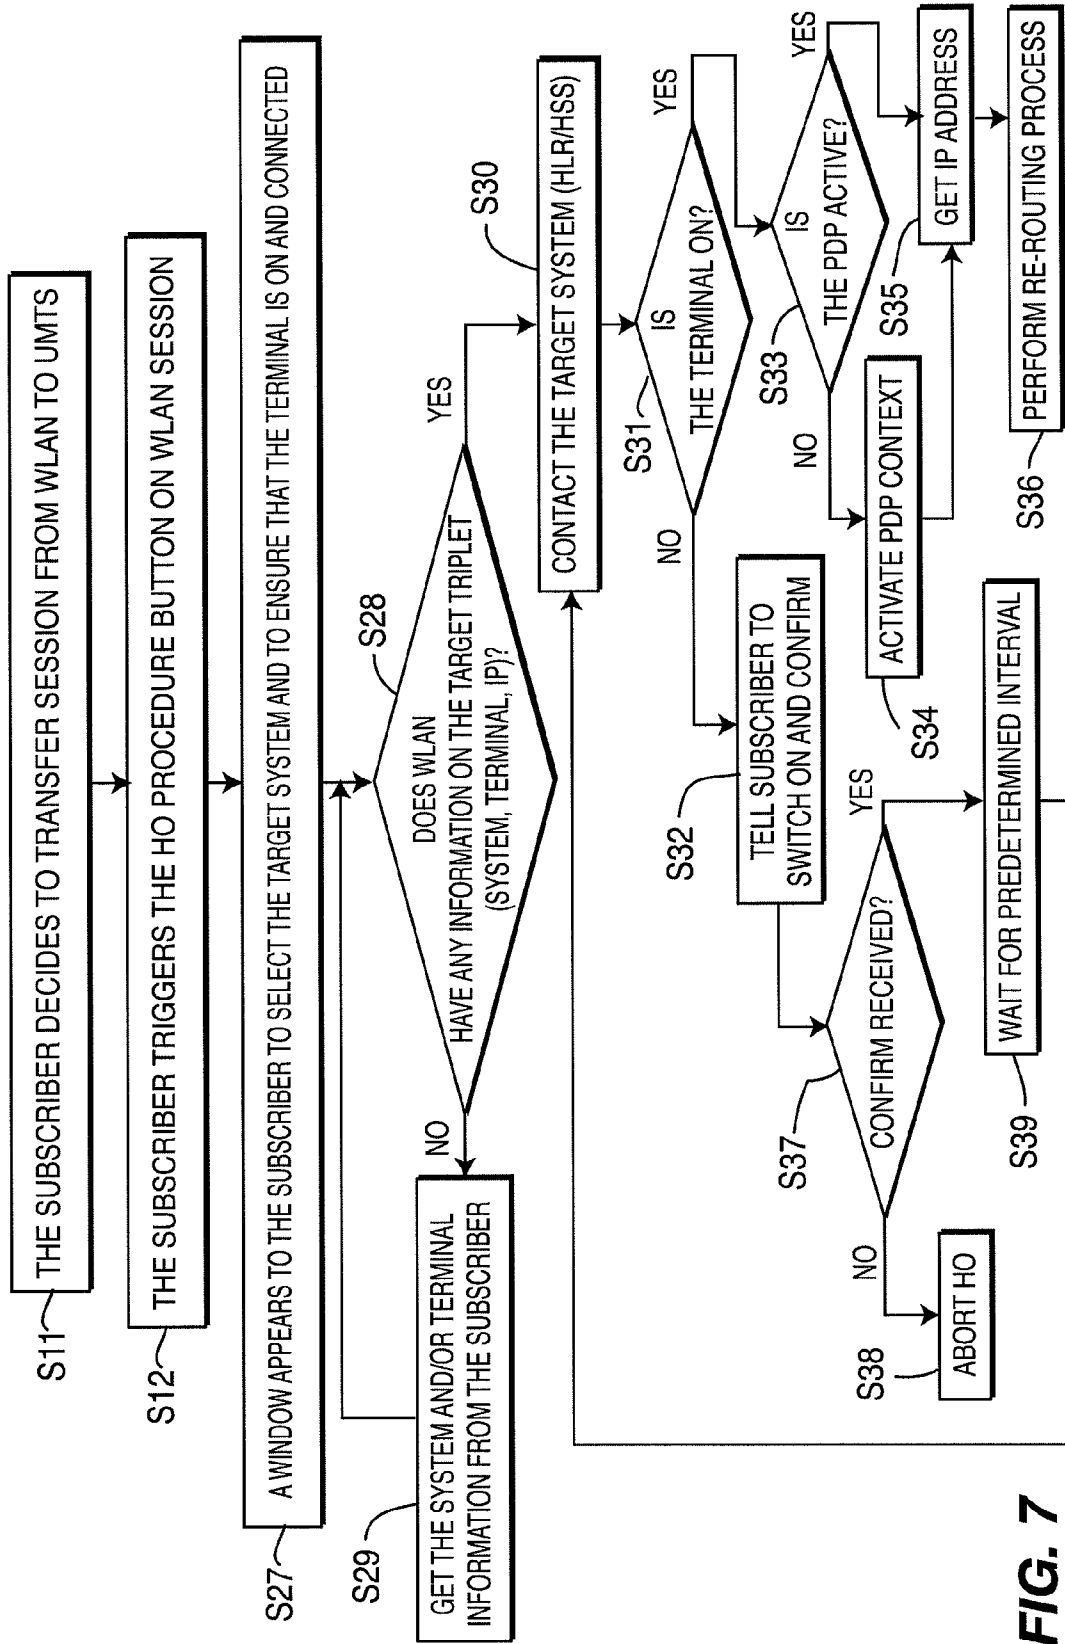 S11
THE SUBSCRIBER DECIDES TO TRANSFER SESSION FROM WLAN TO UMTS
S12
THE SUBSCRIBER TRIGGERS THE HO PROCEDURE BUTTON ON WLAN SESSION
S27
A WINDOW APPEARS TO THE SUBSCRIBER TO SELECT THE TARGET SYSTEM AND TO ENSURE THAT THE TERMINAL IS ON AND CONNECTED
S28
DOES WLAN
HAVE ANY INFORMATION ON THE TARGET TRIPLET
(SYSTEM, TERMINAL, IP)?
NO
YES
S29
GET THE SYSTEM AND/OR TERMINAL
INFORMATION FROM THE SUBSCRIBER
S30
CONTACT THE TARGET SYSTEM (HLR/HSS)
S31
IS
THE TERMINAL ON?
NO
YES
S32
TELL SUBSCRIBER TO
SWITCH ON AND CONFIRM
S33
IS
THE PDP ACTIVE?
NO
YES
S34
ACTIVATE PDP CONTEXT
S35
GET IP ADDRESS
S36
PERFORM RE-ROUTING PROCESS
S37
CONFIRM RECEIVED?
NO
YES
S38
ABORT HO
S39
WAIT FOR PREDETERMINED INTERVAL
FIG. 7